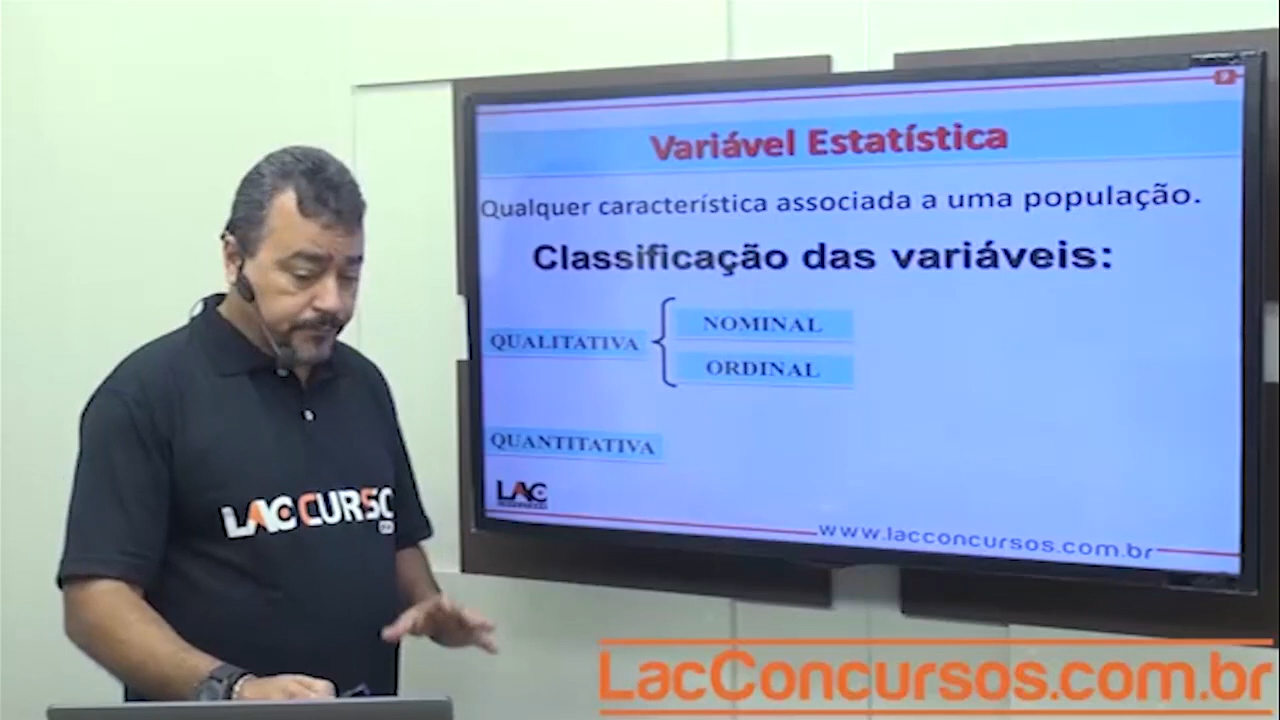 Variável Estatística
Qualquer característica associada a uma população.
Classificação das variáveis:
NOMINAL
QUALITATIVA
ORDINAL
QUANTITATIVA
LAC
www.lacconcursos.com.br
LAC CURSO
LacConcursos.com.br